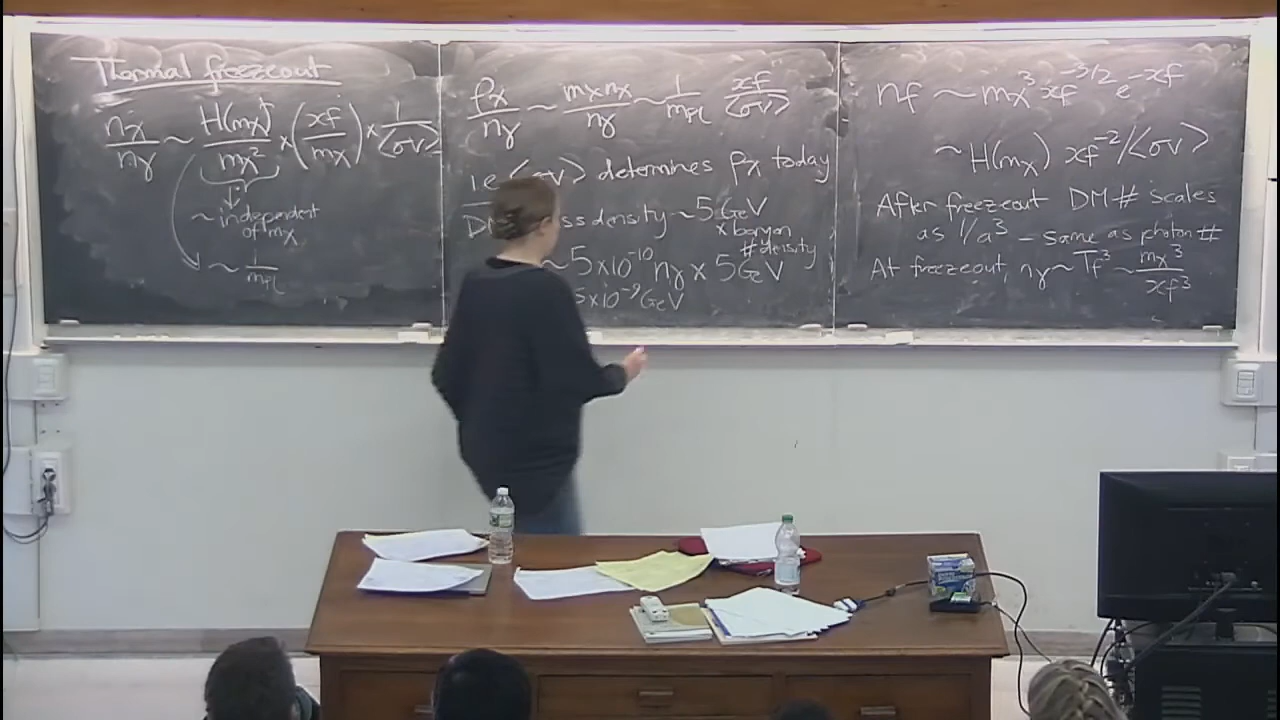 Thermal freezeout
nχ/nγ ~ H(mχ)/mχ² × (xf/mχ) × 1/<σv>
~ independent
of mχ
~ 1/mPl
ρχ/nγ ~ mχnχ/nγ ~ 1/mPl xf/<σv>
i.e <σv> determines ρχ today
density ~ 5 GeV
× baryon
# density
~ 5×10⁻¹⁰ nγ × 5 GeV
5×10⁻⁹ GeV
nf ~ mχ³ xf^-3/2 e^-xf
~ H(mχ) xf⁻² / <σv>
After freezeout DM # scales
as 1/a³ - same as photon #
At freezeout, nγ ~ Tf³ ~ mχ³/xf³